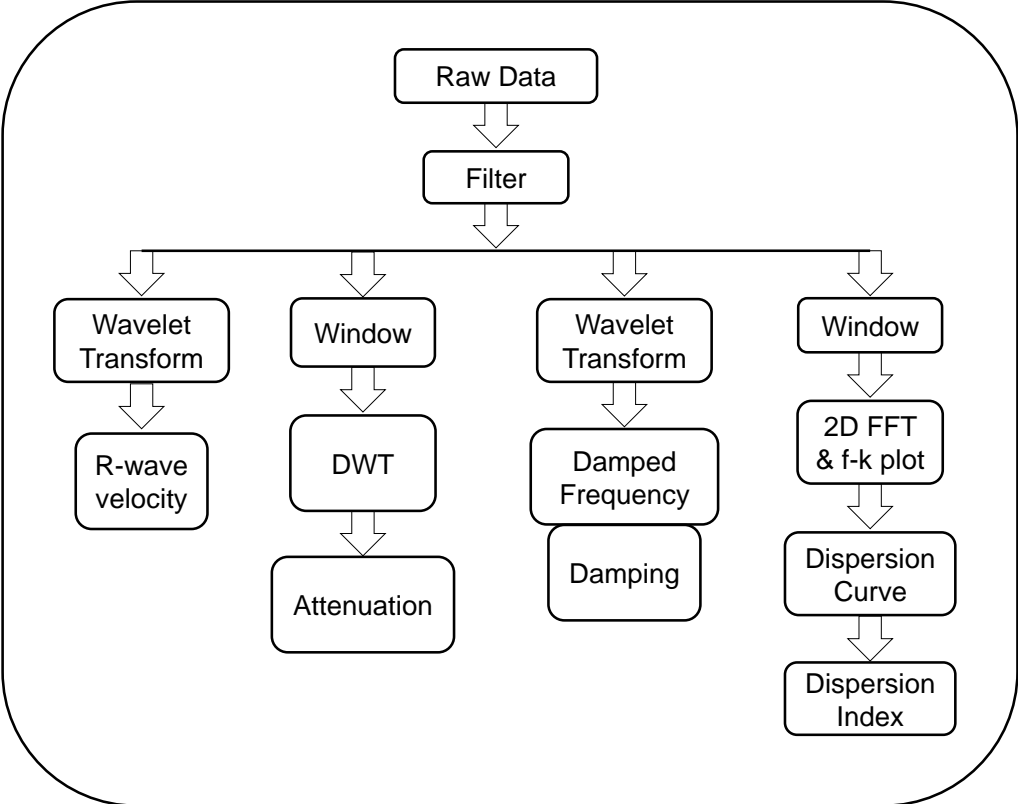 Raw Data
Filter
Wavelet
Transform
R-wave
velocity
Window
DWT
Attenuation
Wavelet
Transform
Damped
Frequency
Damping
Window
2D FFT
& f-k plot
Dispersion
Curve
Dispersion
Index